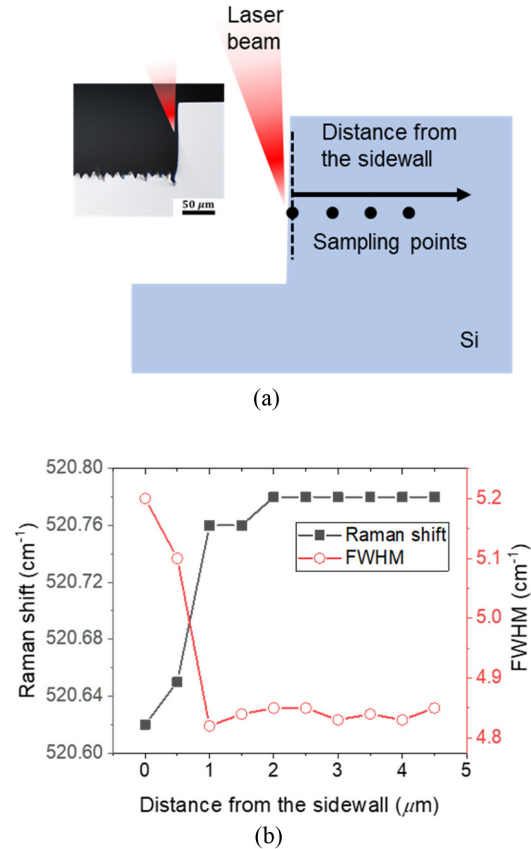 Laser
beam
50 μm
Distance from
the sidewall
Sampling points
Si
(a)
520.80
520.76
520.72
520.68
520.64
520.60
Raman shift (cm⁻¹)
Raman shift
FWHM
5.2
5.1
5.0
4.9
4.8
FWHM (cm⁻¹)
0 1 2 3 4 5
Distance from the sidewall (μm)
(b)